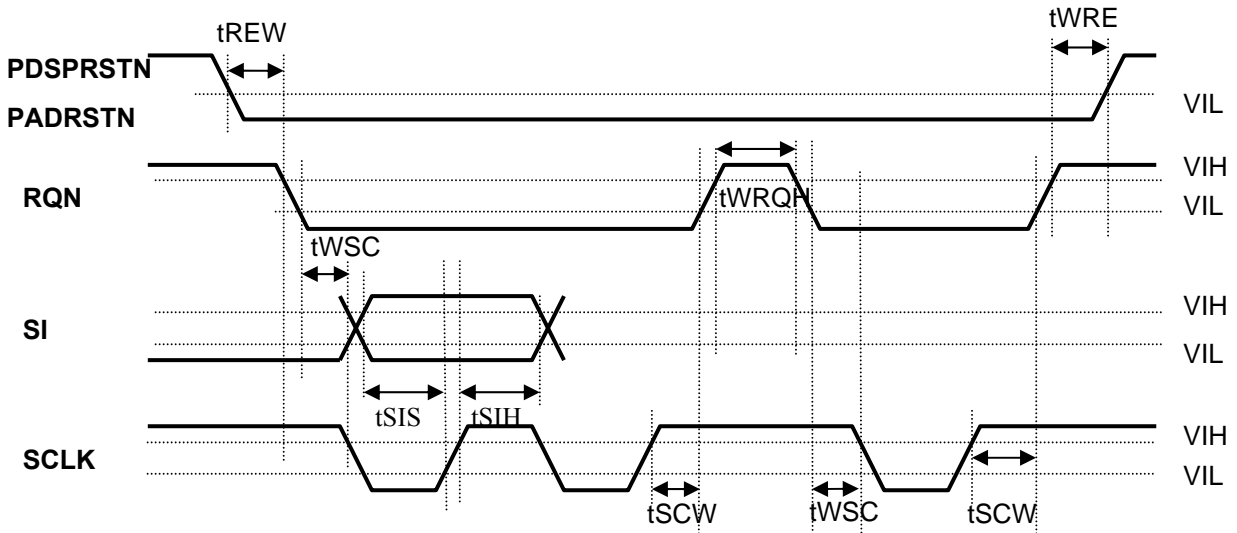 tREW
tWRE
PDSPRSTN
VIL
PADRSTN
VIH
RQN
tWRQH
VIL
tWSC
VIH
SI
VIL
tSIS
tSIH
VIH
SCLK
VIL
tSCW
tWSC
tSCW